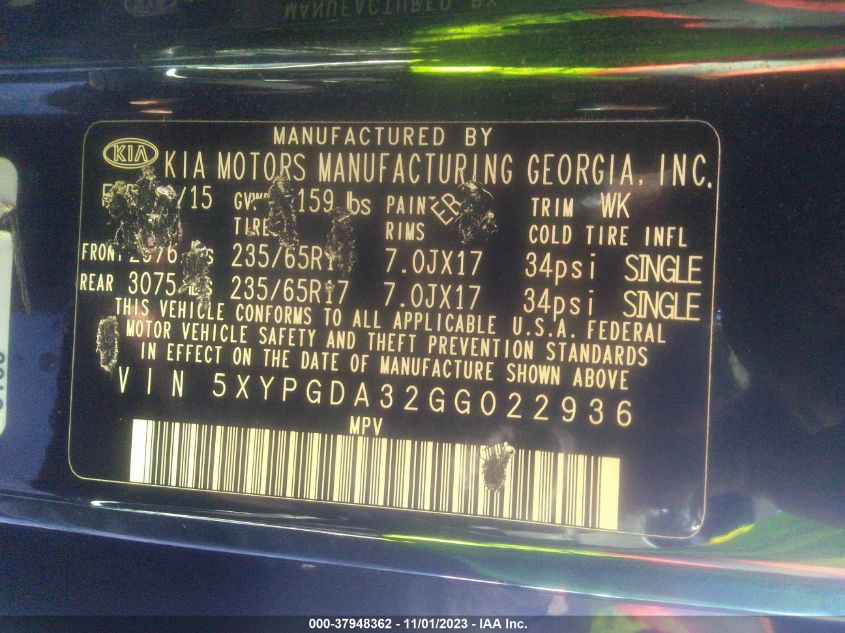 MANUFACTURED BY
KIA KIA MOTORS MANUFACTURING GEORGIA, INC.
/15 159 lbs PAINT TRIM WK
RIMS COLD TIRE INFL
FRONT 235/65R17 7.0JX17 34psi SINGLE
REAR 3075 235/65R17 7.0JX17 34psi SINGLE
THIS VEHICLE CONFORMS TO ALL APPLICABLE U.S.A. FEDERAL
MOTOR VEHICLE SAFETY AND THEFT PREVENTION STANDARDS
IN EFFECT ON THE DATE OF MANUFACTURE SHOWN ABOVE
VIN 5XYPGDA32GG022936
MPV
000-37948362 - 11/01/2023 - IAA Inc.